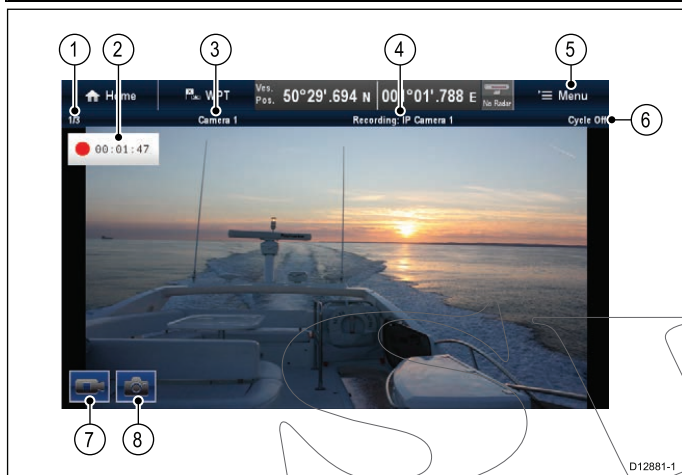 1 2 3 4 5
Home WPT Ves. Pos. 50°29'.694 N 001°01'.788 E No Radar Menu
1/3 Camera 1 Recording: IP Camera 1 Cycle Off 6
00:01:47
7 8
D12881-1